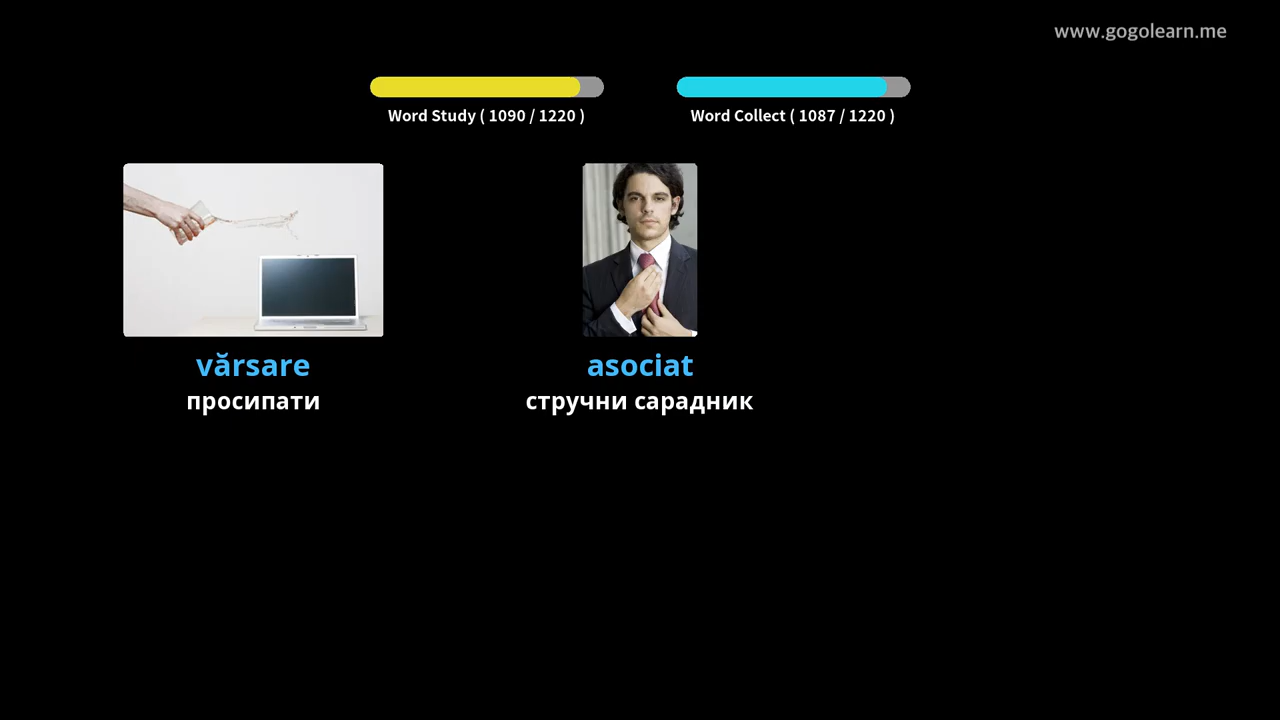 www.gogolearn.me
Word Study ( 1090 / 1220 )
Word Collect ( 1087 / 1220 )
vărsare
asociat
просипати
стручни сарадник